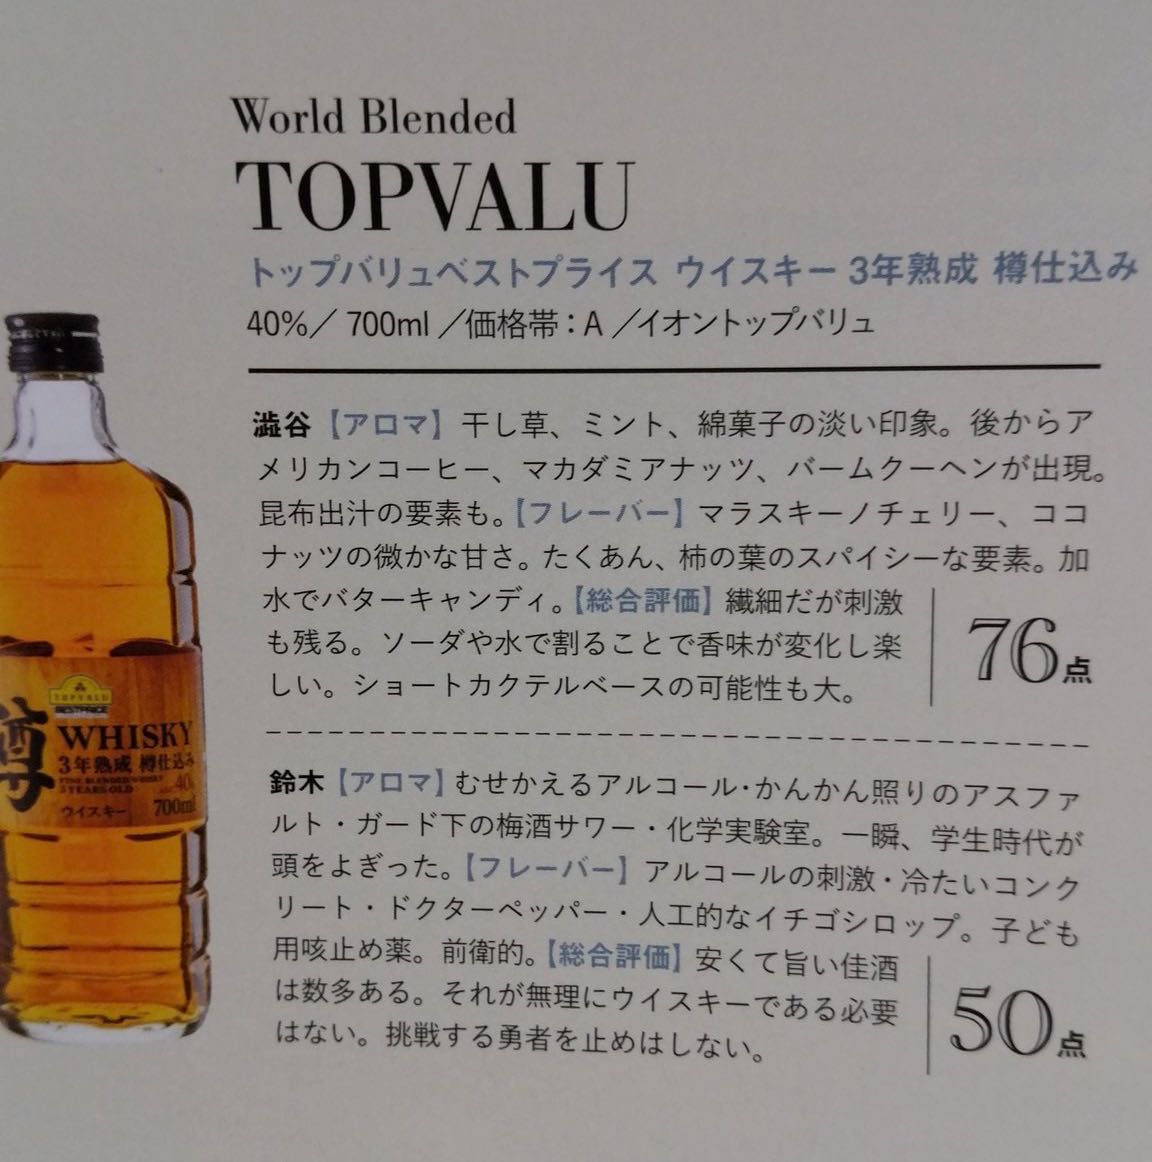 World Blended
TOPVALU
トップバリュベストプライス ウイスキー 3年熟成 樽仕込み
40%／ 700ml ／価格帯：A ／イオントップバリュ
澁谷【アロマ】干し草、ミント、綿菓子の淡い印象。後からア
メリカンコーヒー、マカダミアナッツ、バームクーヘンが出現。
昆布出汁の要素も。【フレーバー】マラスキーノチェリー、ココ
ナッツの微かな甘さ。たくあん、柿の葉のスパイシーな要素。加
水でバターキャンディ。【総合評価】繊細だが刺激
も残る。ソーダや水で割ることで香味が変化し楽
しい。ショートカクテルベースの可能性も大。
76点
鈴木【アロマ】むせかえるアルコール・かんかん照りのアスファ
ルト・ガード下の梅酒サワー・化学実験室。一瞬、学生時代が
頭をよぎった。【フレーバー】アルコールの刺激・冷たいコンク
リート・ドクターペッパー・人工的なイチゴシロップ。子ども
用咳止め薬。前衛的。【総合評価】安くて旨い佳酒
は数多ある。それが無理にウイスキーである必要
はない。挑戦する勇者を止めはしない。
50点
TOPVALU
BESTPRICE
樽
WHISKY
3年熟成 樽仕込み
FINE BLENDED WHISKY
3 YEARS OLD
40%
ウイスキー
700ml